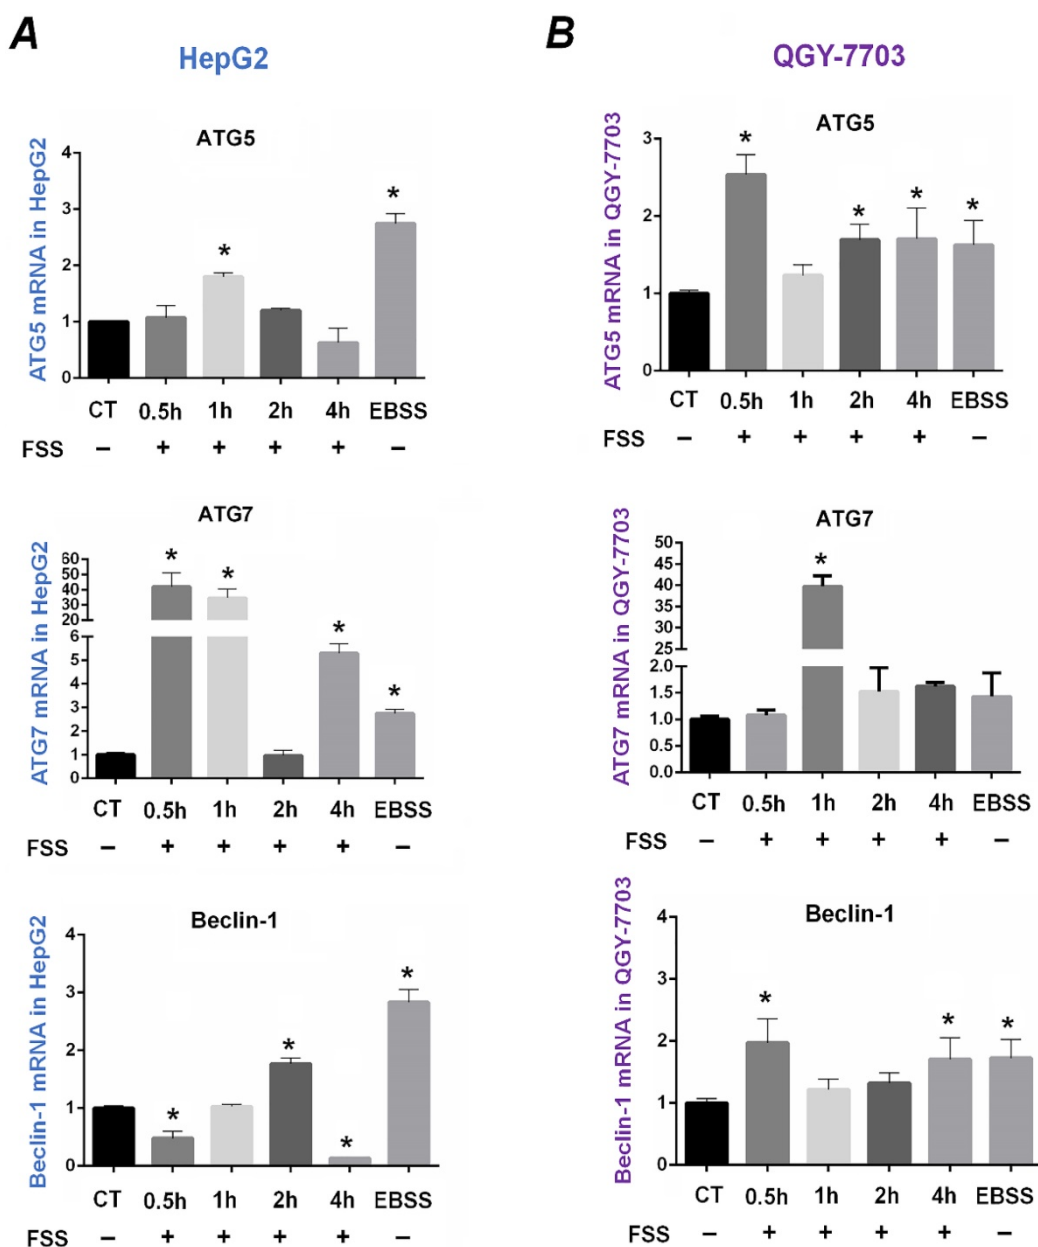 A
HepG2
ATG5
ATG5 mRNA in HepG2
4
3
2
1
0
* *
CT 0.5h 1h 2h 4h EBSS
FSS – + + + + –
ATG7
ATG7 mRNA in HepG2
60
50
40
30
20
6
5
4
3
2
1
0
* * * *
CT 0.5h 1h 2h 4h EBSS
FSS – + + + + –
Beclin-1
Beclin-1 mRNA in HepG2
4
3
2
1
0
* * * *
CT 0.5h 1h 2h 4h EBSS
FSS – + + + + –
B
QGY-7703
ATG5
ATG5 mRNA in QGY-7703
3
2
1
0
* * * *
CT 0.5h 1h 2h 4h EBSS
FSS – + + + + –
ATG7
ATG7 mRNA in QGY-7703
50
45
40
35
30
25
2.0
1.5
1.0
0.5
0.0
*
CT 0.5h 1h 2h 4h EBSS
FSS – + + + + –
Beclin-1
Beclin-1 mRNA in QGY-7703
4
3
2
1
0
* * *
CT 0.5h 1h 2h 4h EBSS
FSS – + + + + –